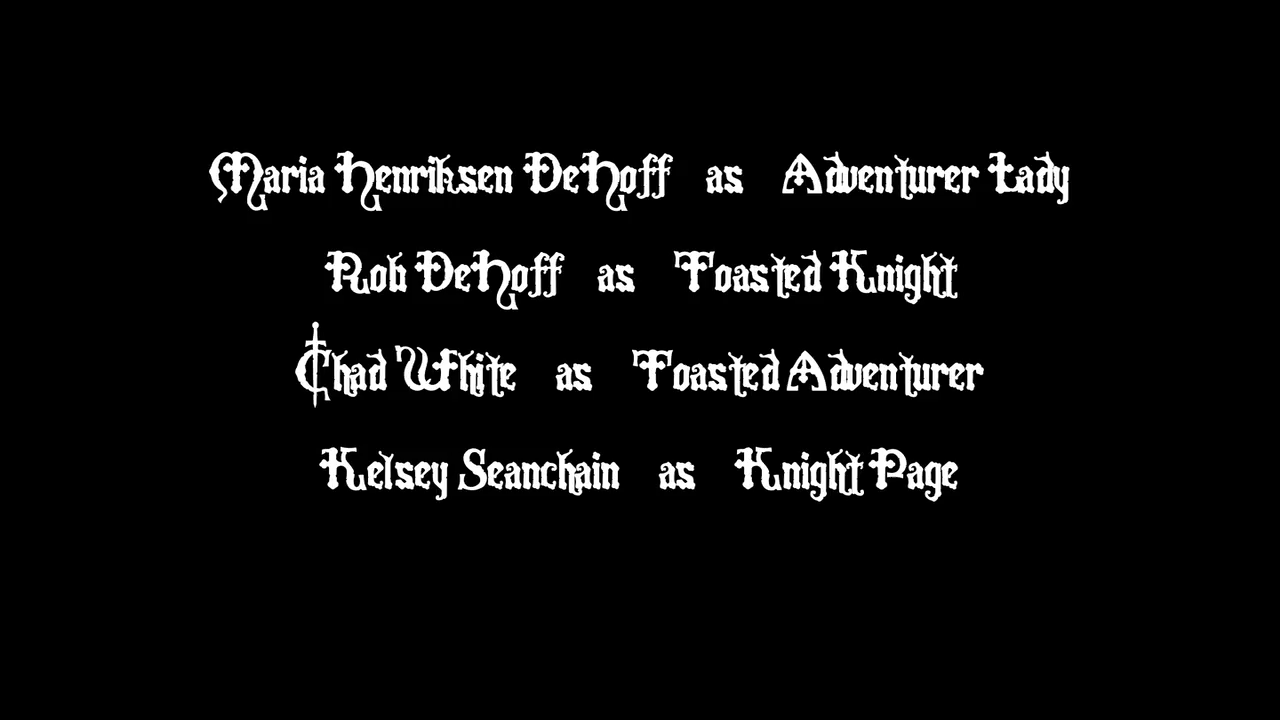 Maria Henriksen DeHoff as Adventurer Lady
Rob DeHoff as Toasted Knight
Chad White as Toasted Adventurer
Kelsey Seanchain as Knight Page